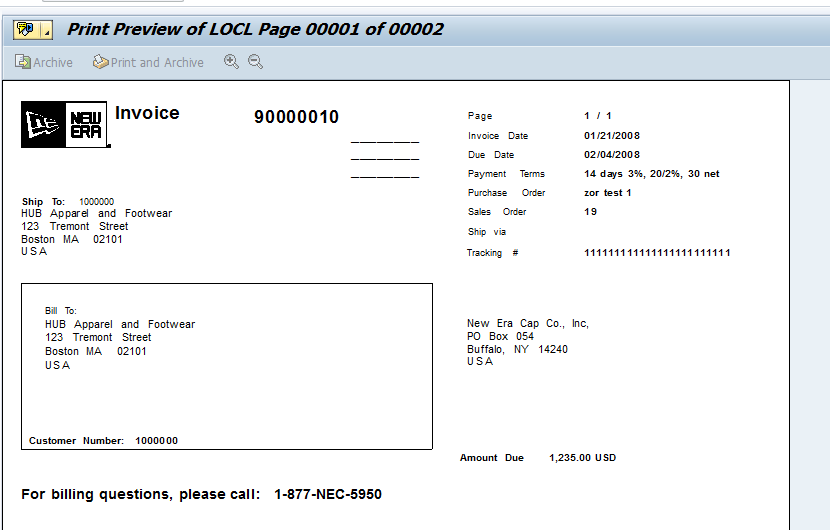 Print Preview of LOCL Page 00001 of 00002
Archive
Print and Archive
NEW ERA
Invoice 90000010
Page 1 / 1
Invoice Date 01/21/2008
Due Date 02/04/2008
Payment Terms 14 days 3%, 20/2%, 30 net
Purchase Order zor test 1
Sales Order 19
Ship via
Tracking # 1111111111111111111111111
Ship To: 1000000
HUB Apparel and Footwear
123 Tremont Street
Boston MA 02101
USA
Bill To:
HUB Apparel and Footwear
123 Tremont Street
Boston MA 02101
USA
Customer Number: 1000000
New Era Cap Co., Inc,
PO Box 054
Buffalo, NY 14240
USA
Amount Due 1,235.00 USD
For billing questions, please call: 1-877-NEC-5950